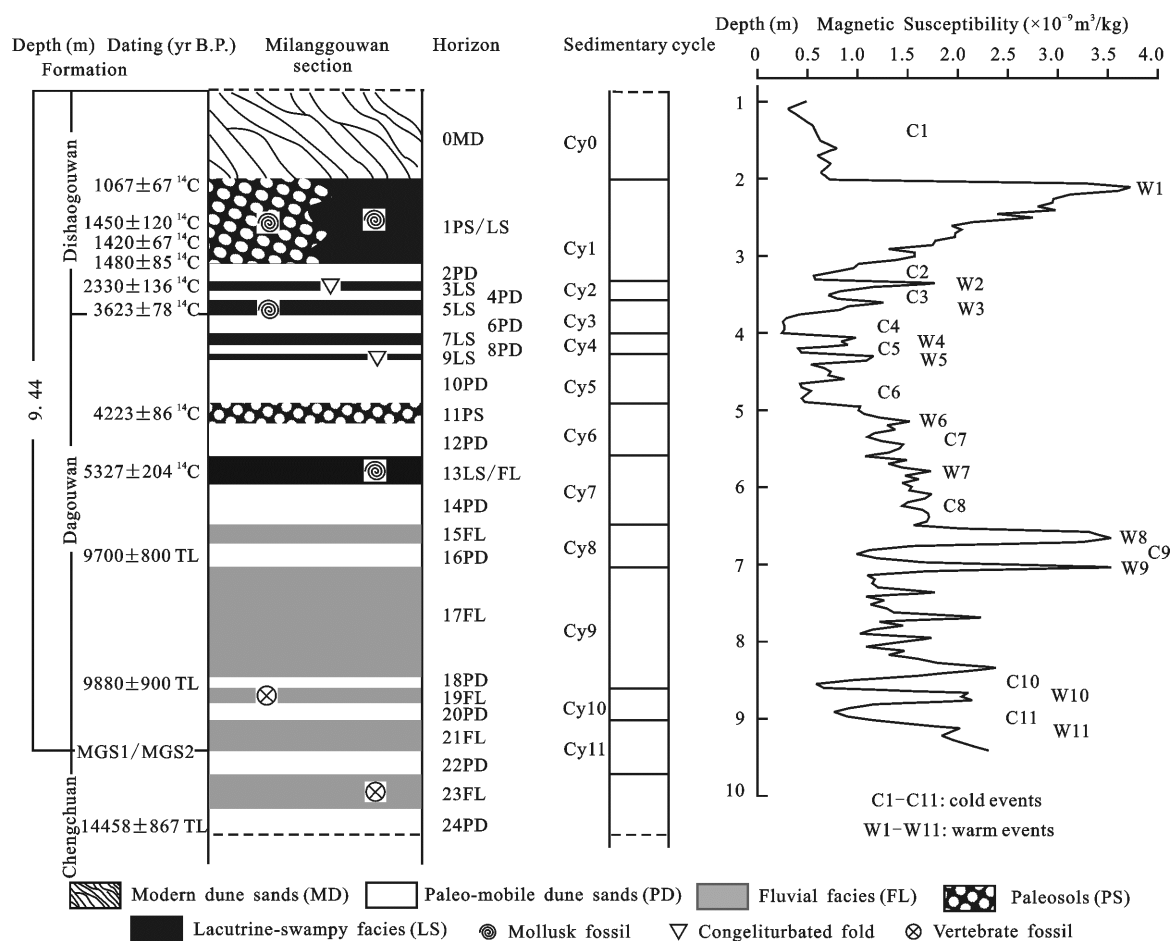 Depth (m) Dating (yr B.P.) Milanggouwan section Horizon Sedimentary cycle
Formation
Depth (m) Magnetic Susceptibility (×10⁻⁹m³/kg)
0 0.5 1.0 1.5 2.0 2.5 3.0 3.5 4.0
9.44
Dishaogouwan
Dagouwan
Chengchuan
1067±67 ¹⁴C
1450±120 ¹⁴C
1420±67 ¹⁴C
1480±85 ¹⁴C
2330±136 ¹⁴C
3623±78 ¹⁴C
4223±86 ¹⁴C
5327±204 ¹⁴C
9700±800 TL
9880±900 TL
MGS1/MGS2
14458±867 TL
0MD
1PS/LS
2PD
3LS
4PD
5LS
6PD
7LS
8PD
9LS
10PD
11PS
12PD
13LS/FL
14PD
15FL
16PD
17FL
18PD
19FL
20PD
21FL
22PD
23FL
24PD
Cy0
Cy1
Cy2
Cy3
Cy4
Cy5
Cy6
Cy7
Cy8
Cy9
Cy10
Cy11
1
2
3
4
5
6
7
8
9
10
C1
W1
C2
W2
C3
W3
C4
W4
C5
W5
C6
W6
C7
W7
C8
W8
C9
W9
C10
W10
C11
W11
C1-C11: cold events
W1-W11: warm events
Modern dune sands (MD) Paleo-mobile dune sands (PD) Fluvial facies (FL) Paleosols (PS)
Lacutrine-swampy facies (LS) Mollusk fossil Congeliturbated fold Vertebrate fossil